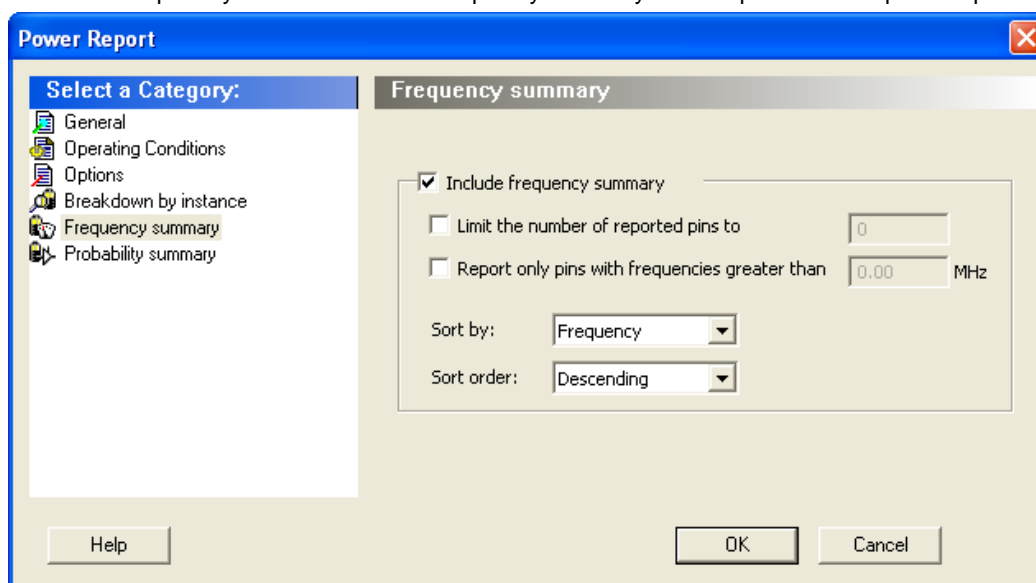 Power Report
Select a Category:
General
Operating Conditions
Options
Breakdown by instance
Frequency summary
Probability summary
Frequency summary
Include frequency summary
Limit the number of reported pins to 0
Report only pins with frequencies greater than 0.00 MHz
Sort by: Frequency
Sort order: Descending
Help OK Cancel